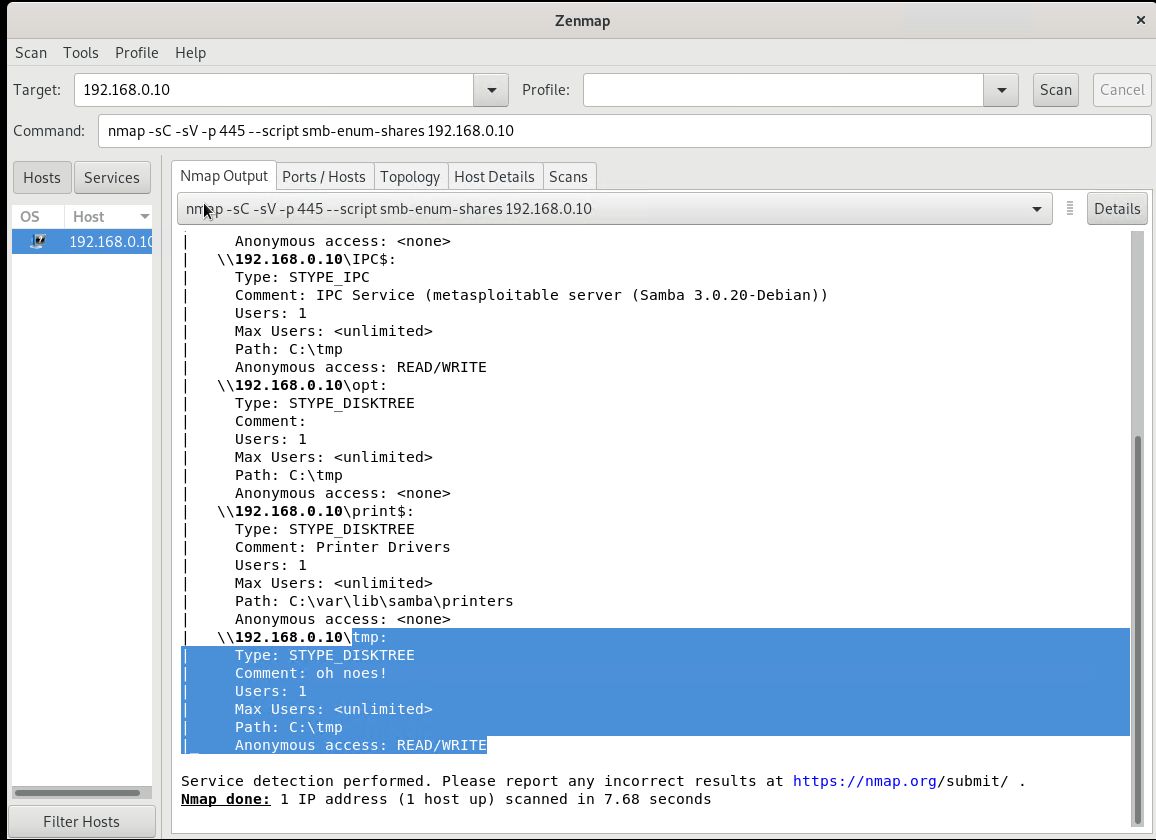 Zenmap
Scan Tools Profile Help
Target: 192.168.0.10 Profile: Scan Cancel
Command: nmap -sC -sV -p 445 --script smb-enum-shares 192.168.0.10
Hosts Services
Nmap Output Ports / Hosts Topology Host Details Scans
OS Host
192.168.0.10
nmap -sC -sV -p 445 --script smb-enum-shares 192.168.0.10 Details
|     Anonymous access: <none>
|   \\192.168.0.10\IPC$:
|     Type: STYPE_IPC
|     Comment: IPC Service (metasploitable server (Samba 3.0.20-Debian))
|     Users: 1
|     Max Users: <unlimited>
|     Path: C:\tmp
|     Anonymous access: READ/WRITE
|   \\192.168.0.10\opt:
|     Type: STYPE_DISKTREE
|     Comment:
|     Users: 1
|     Max Users: <unlimited>
|     Path: C:\tmp
|     Anonymous access: <none>
|   \\192.168.0.10\print$:
|     Type: STYPE_DISKTREE
|     Comment: Printer Drivers
|     Users: 1
|     Max Users: <unlimited>
|     Path: C:\var\lib\samba\printers
|     Anonymous access: <none>
|   \\192.168.0.10\tmp:
|     Type: STYPE_DISKTREE
|     Comment: oh noes!
|     Users: 1
|     Max Users: <unlimited>
|     Path: C:\tmp
|_    Anonymous access: READ/WRITE
Service detection performed. Please report any incorrect results at https://nmap.org/submit/ .
Nmap done: 1 IP address (1 host up) scanned in 7.68 seconds
Filter Hosts